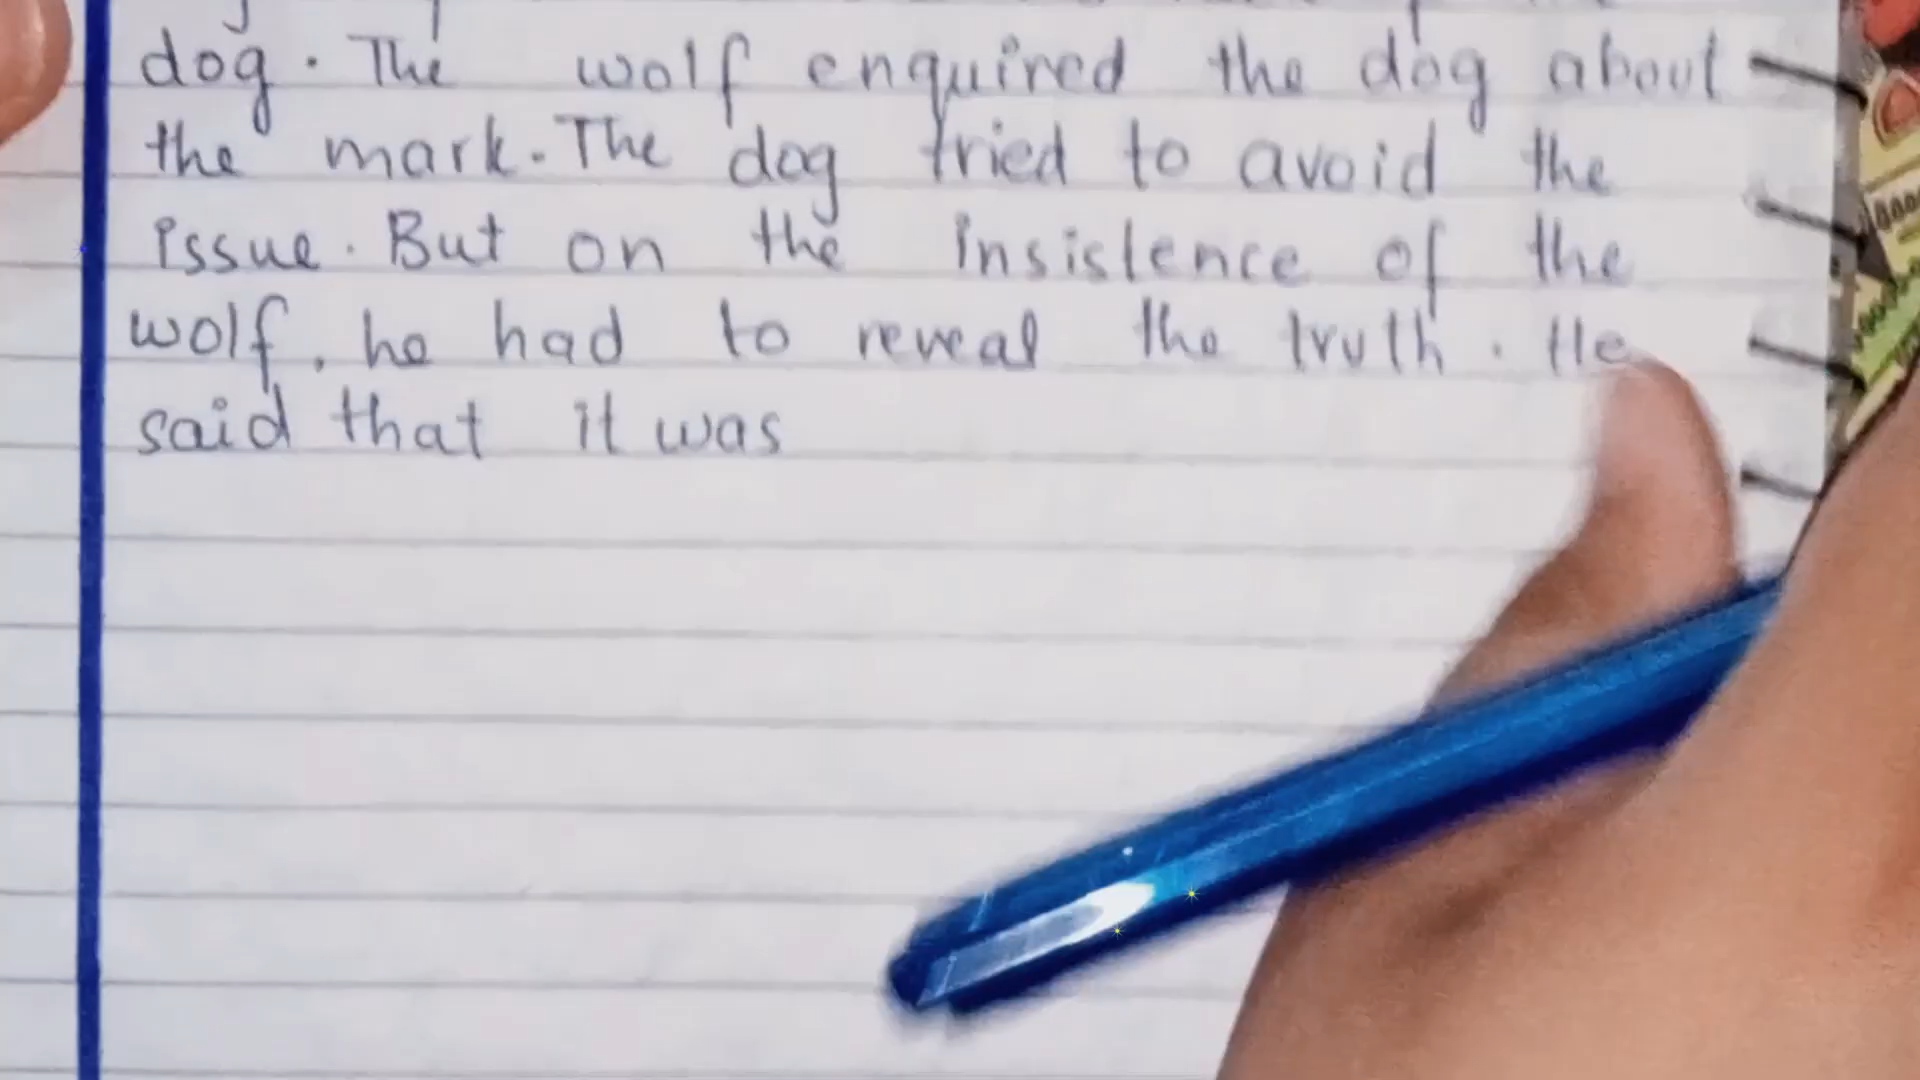 dog. The wolf enquired the dog about
the mark. The dog tried to avoid the
issue. But on the insistence of the
wolf, he had to reveal the truth. He
said that it was